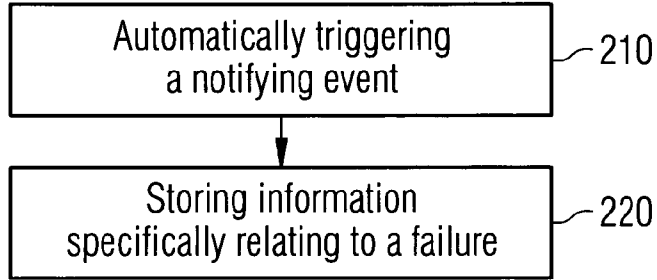 Automatically triggering
a notifying event
210
Storing information
specifically relating to a failure
220